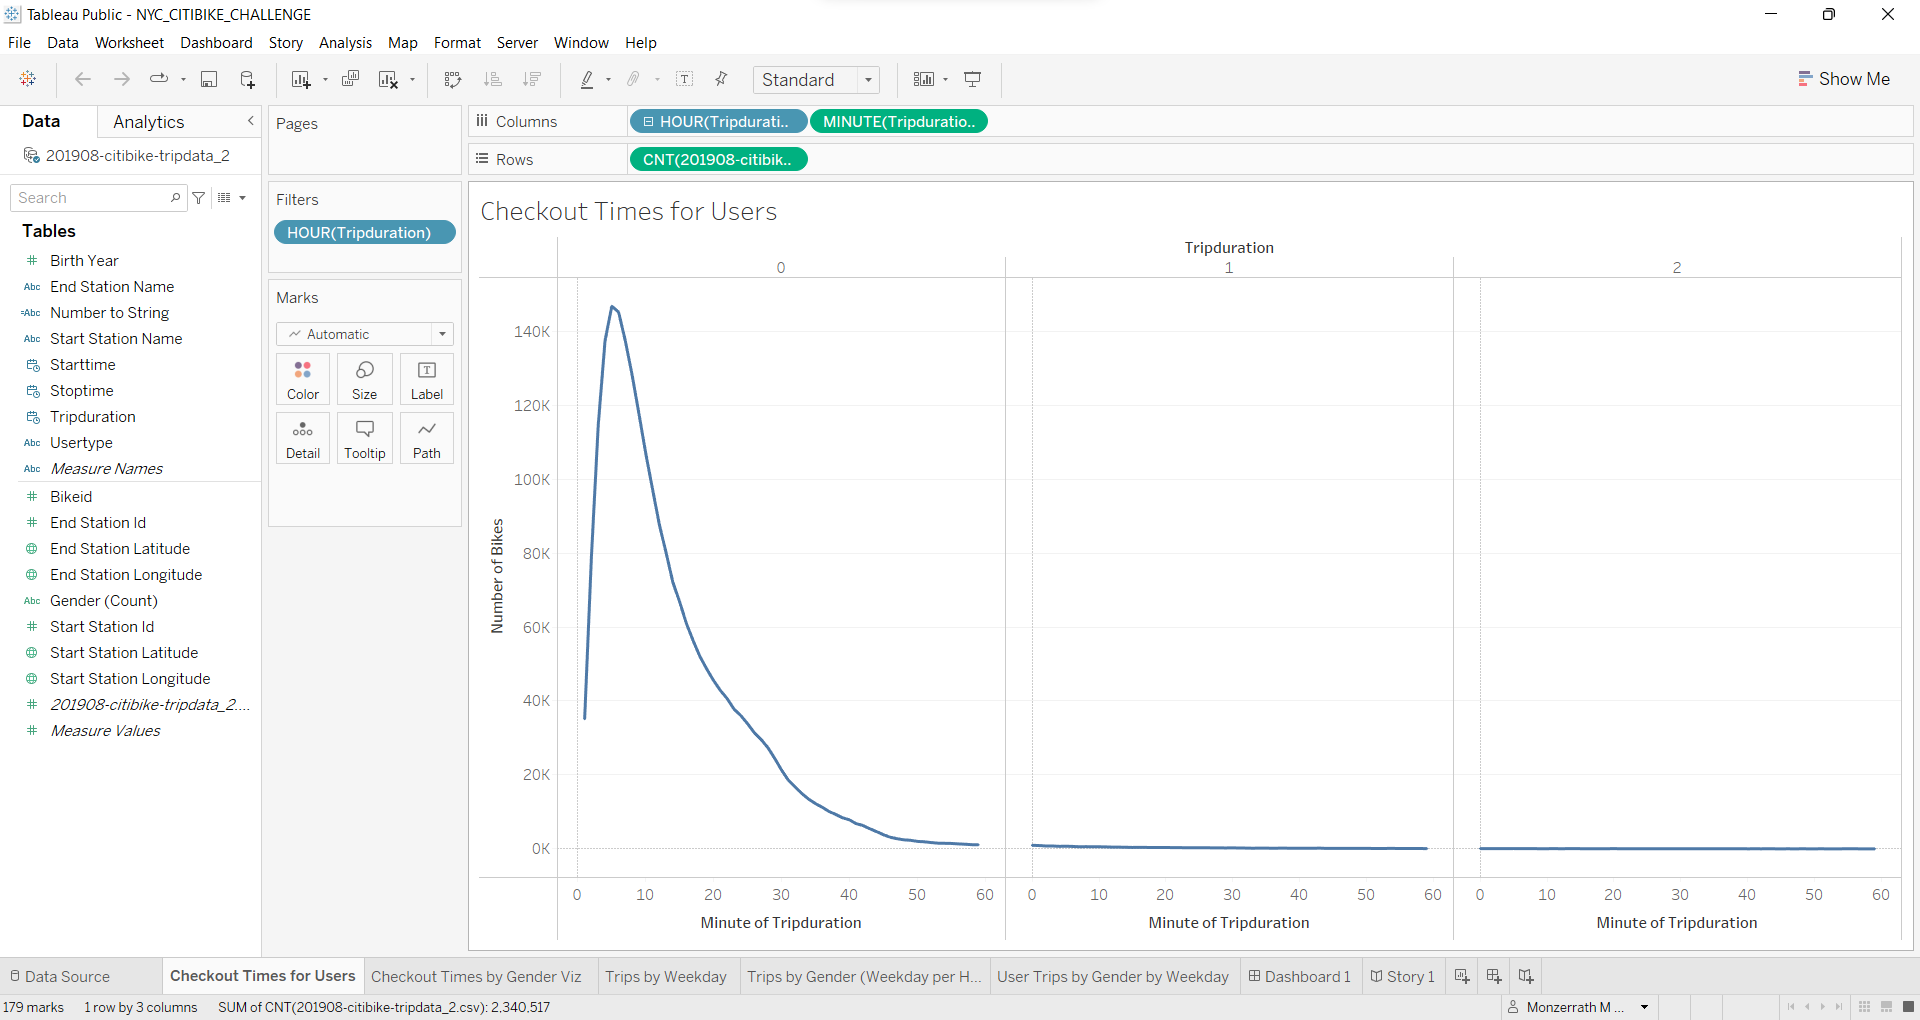 Tableau Public - NYC_CITIBIKE_CHALLENGE
File Data Worksheet Dashboard Story Analysis Map Format Server Window Help
Standard
Show Me
Data
Analytics
201908-citibike-tripdata_2
Search
Tables
Birth Year
Abc End Station Name
=Abc Number to String
Abc Start Station Name
Starttime
Stoptime
Tripduration
Abc Usertype
Abc Measure Names
Bikeid
End Station Id
End Station Latitude
End Station Longitude
Abc Gender (Count)
Start Station Id
Start Station Latitude
Start Station Longitude
201908-citibike-tripdata_2....
Measure Values
Pages
Filters
HOUR(Tripduration)
Marks
Automatic
Color Size Label
Detail Tooltip Path
Columns HOUR(Tripdurati.. MINUTE(Tripduratio..
Rows CNT(201908-citibik..
Checkout Times for Users
Tripduration
0 1 2
Number of Bikes
140K
120K
100K
80K
60K
40K
20K
0K
0 10 20 30 40 50 60 0 10 20 30 40 50 60 0 10 20 30 40 50 60
Minute of Tripduration Minute of Tripduration Minute of Tripduration
Data Source Checkout Times for Users Checkout Times by Gender Viz Trips by Weekday Trips by Gender (Weekday per H... User Trips by Gender by Weekday Dashboard 1 Story 1
179 marks 1 row by 3 columns SUM of CNT(201908-citibike-tripdata_2.csv): 2,340,517 Monzerrath M ...